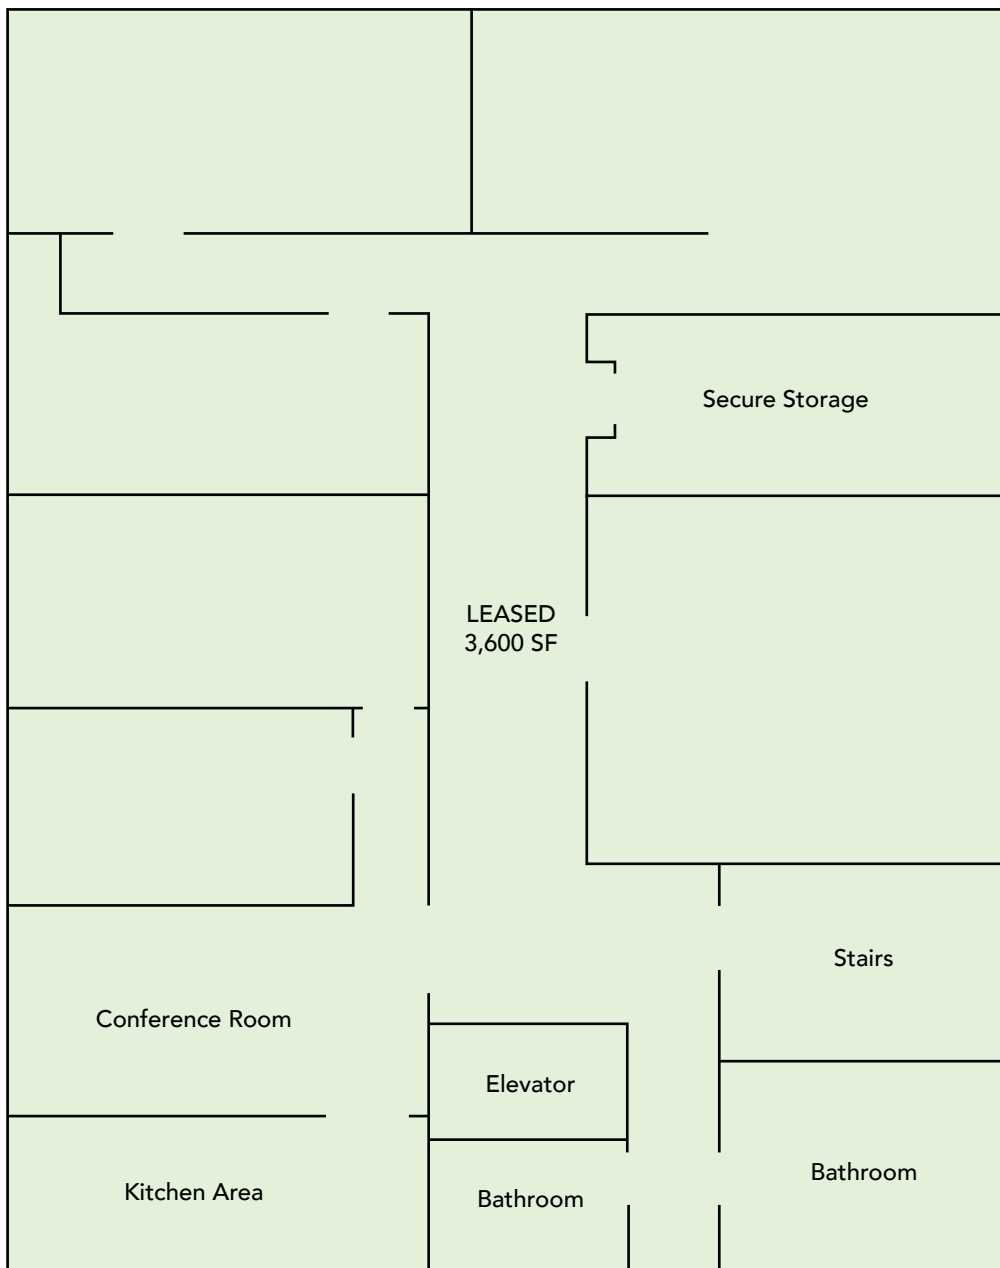 Secure Storage
LEASED
3,600 SF
Stairs
Conference Room
Elevator
Bathroom
Kitchen Area
Bathroom